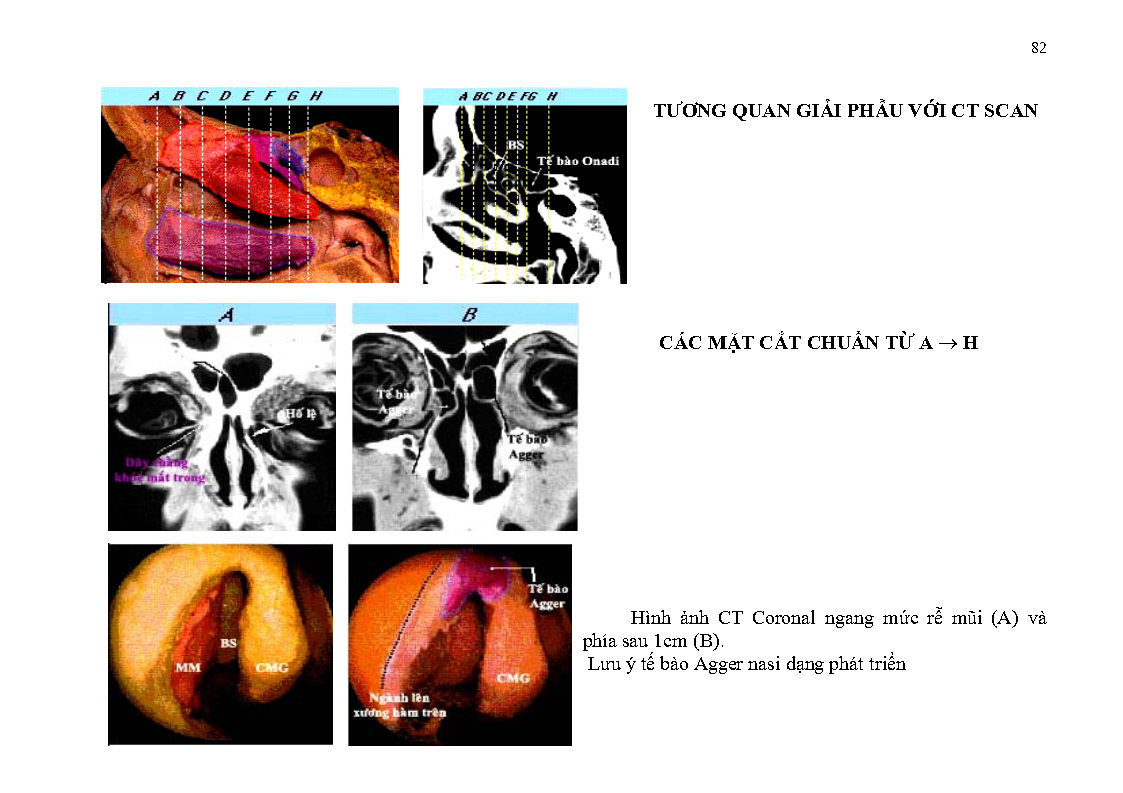 82
A B C D E F G H
A BC D E FG H
BS
Tế bào Onadi
TƯƠNG QUAN GIẢI PHẪU VỚI CT SCAN
A
B
Hố lệ
Dây chằng
khóe mắt trong
Tế bào
Agger
Tế bào
Agger
CÁC MẶT CẮT CHUẨN TỪ A → H
BS
MM
CMG
Tế bào
Agger
CMG
Ngành lên
xương hàm trên
Hình ảnh CT Coronal ngang mức rễ mũi (A) và
phía sau 1cm (B).
Lưu ý tế bào Agger nasi dạng phát triển